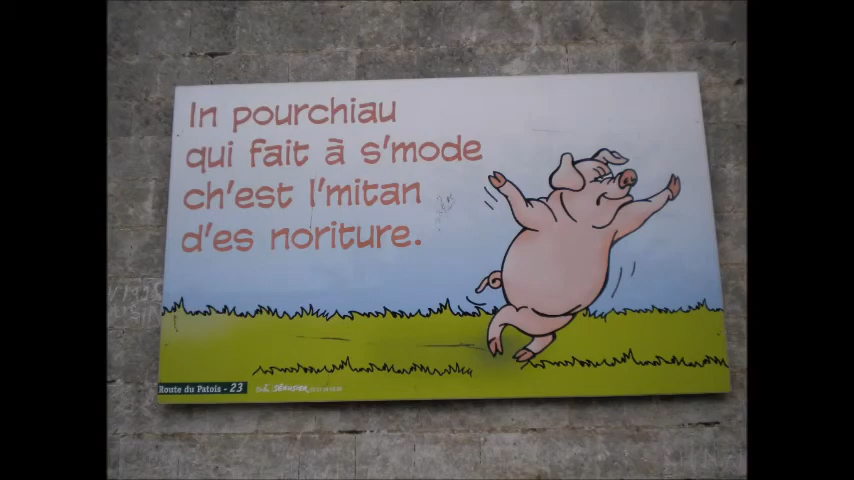 In pourchiau
qui fait à s'mode
ch'est l'mitan
d'es noriture.
Route du Patois - 23